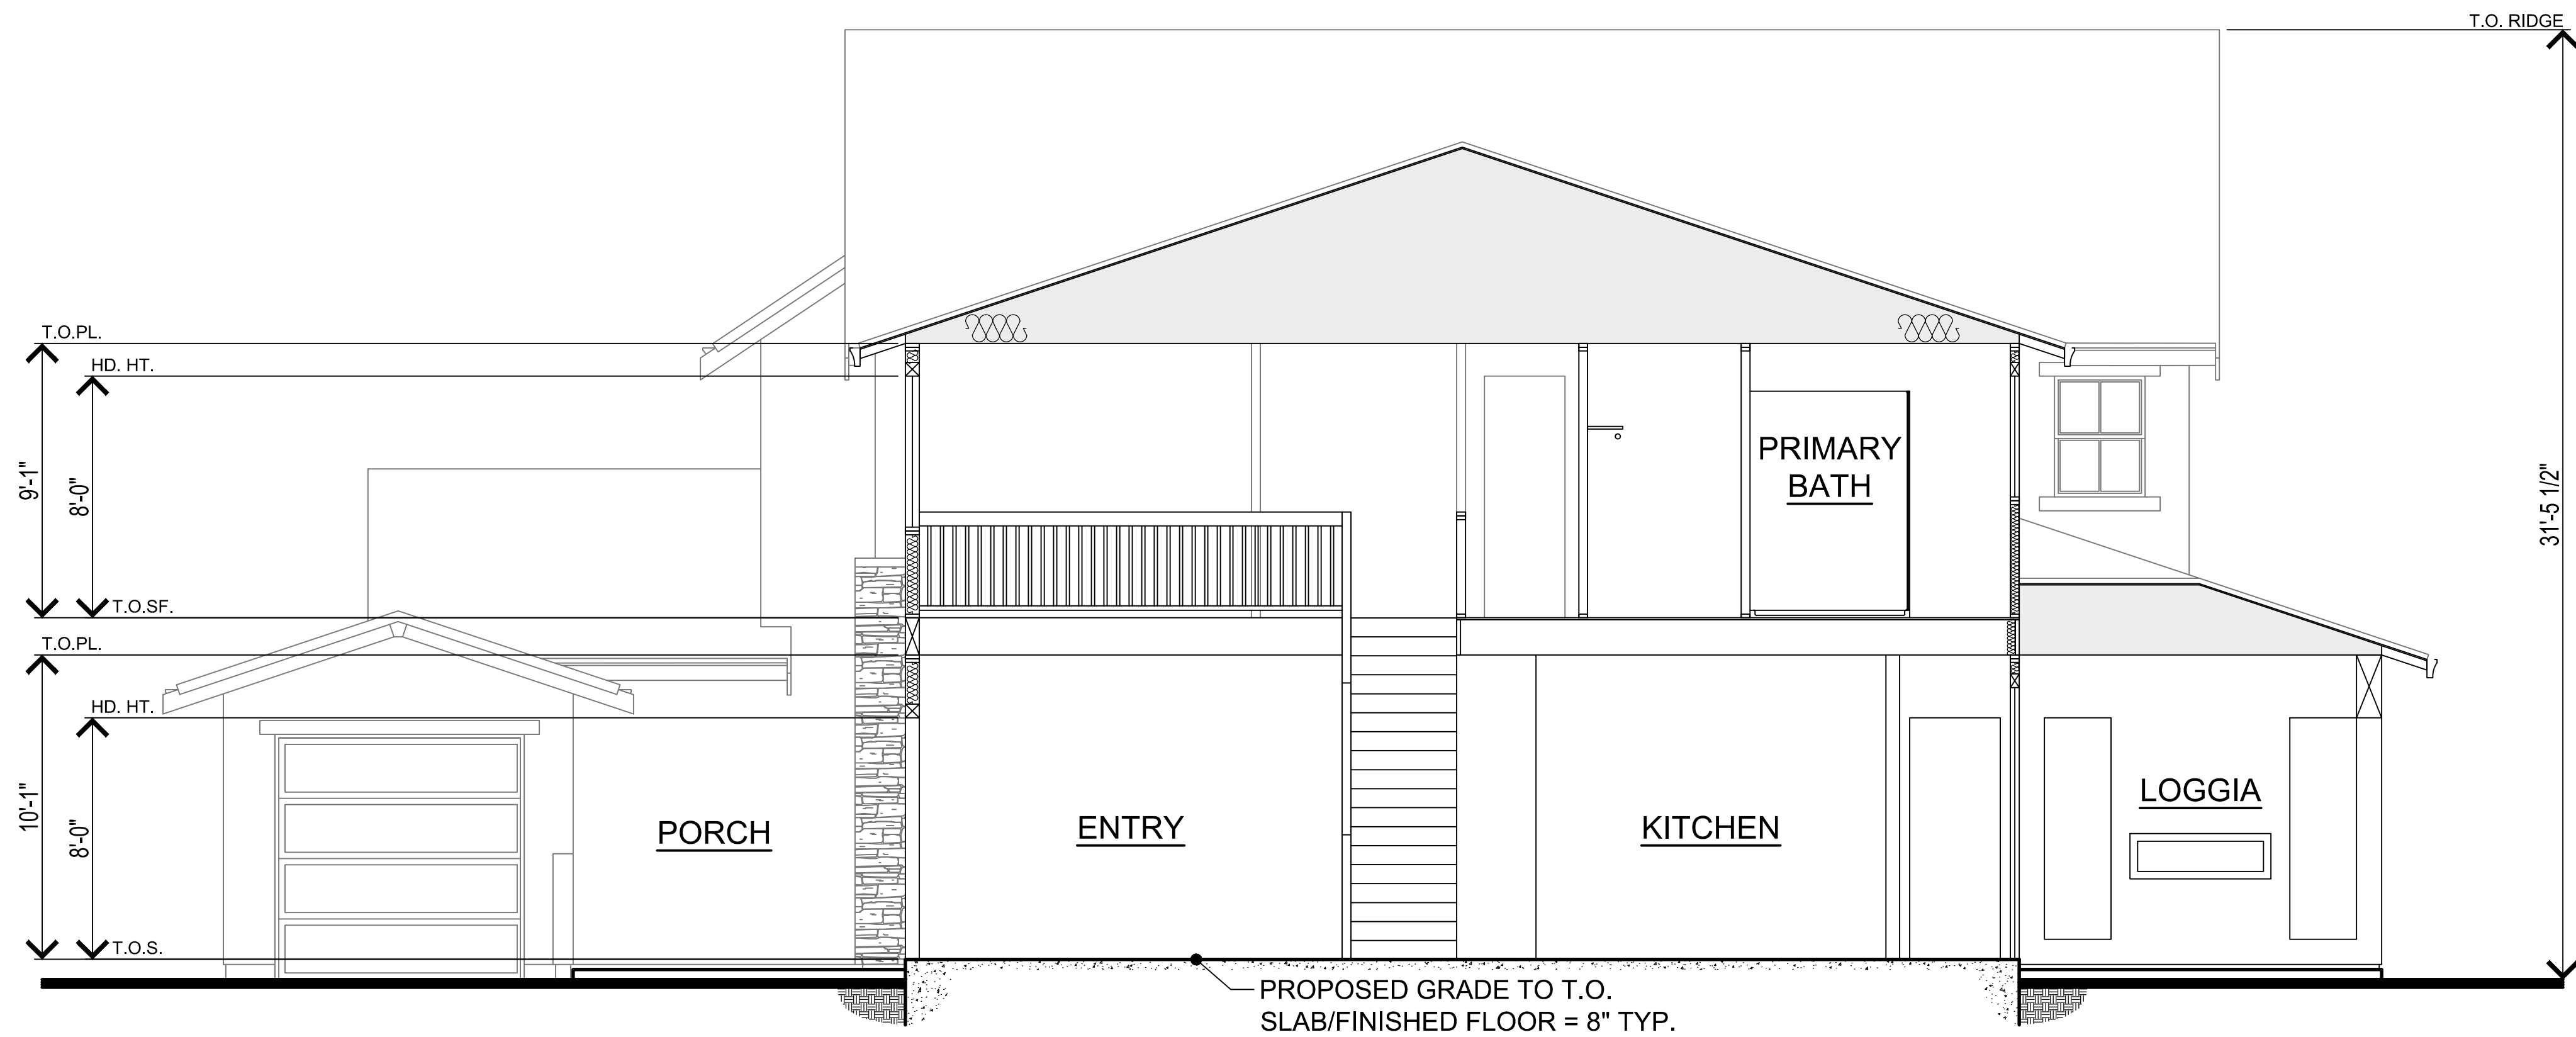 T.O. RIDGE
T.O.PL.
HD. HT.
9'-1"
8'-0"
PRIMARY
BATH
31'-5 1/2"
T.O.SF.
T.O.PL.
HD. HT.
10'-1"
8'-0"
PORCH
ENTRY
KITCHEN
LOGGIA
T.O.S.
PROPOSED GRADE TO T.O.
SLAB/FINISHED FLOOR = 8" TYP.